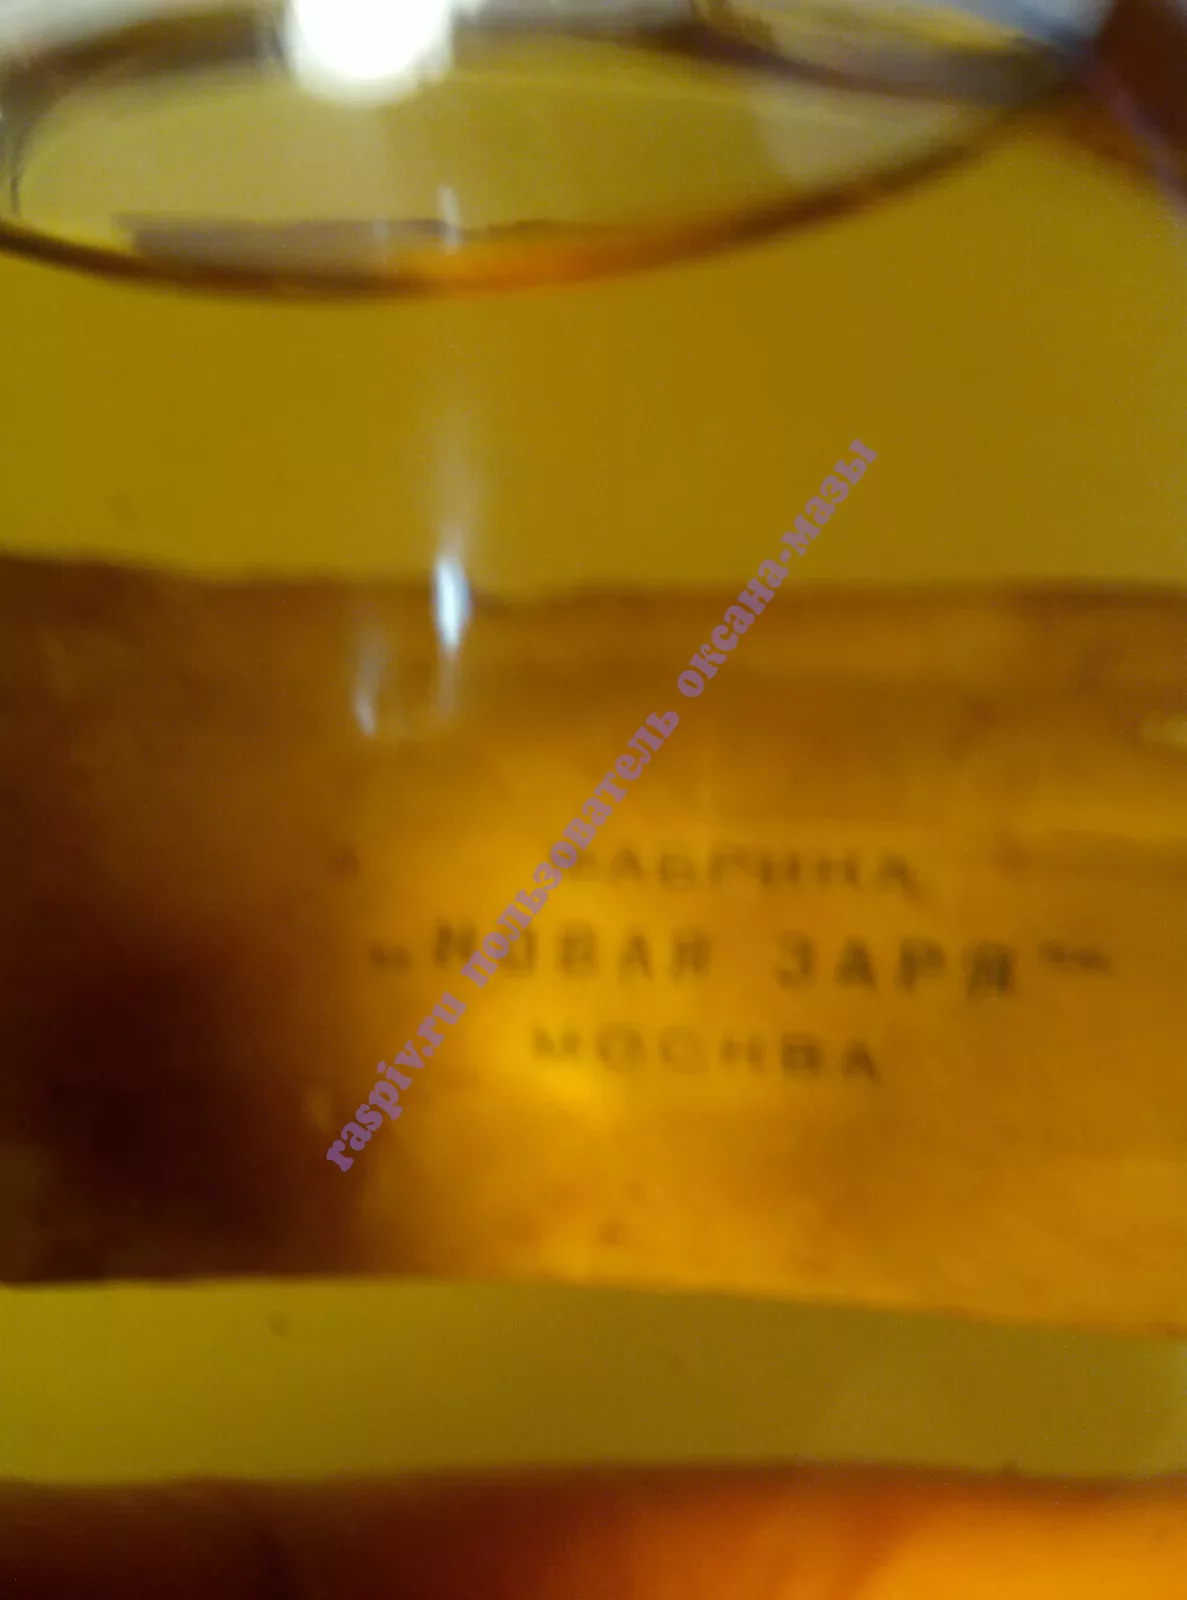 ФАБРИКА
„НОВАЯ ЗАРЯ"
МОСКВА
raspiv.ru пользователь оксана-мазы